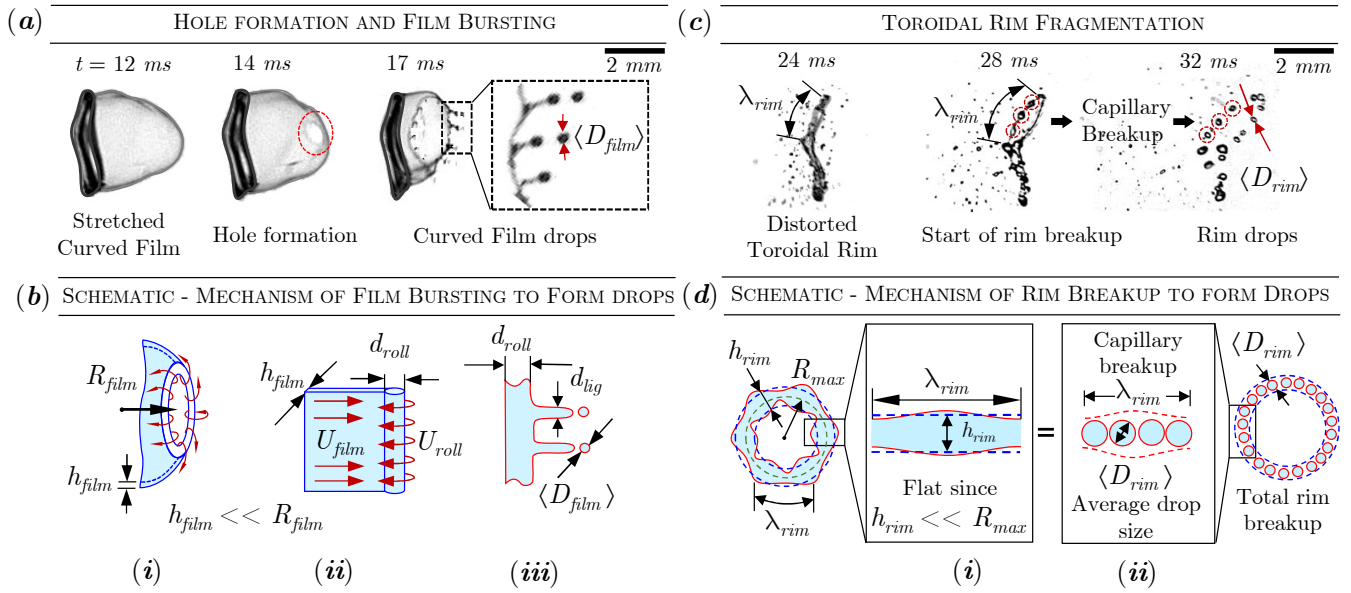 (a) HOLE FORMATION AND FILM BURSTING
t = 12 ms
14 ms
17 ms
2 mm
⟨D_film⟩
Stretched
Curved Film
Hole formation
Curved Film drops
(c) TOROIDAL RIM FRAGMENTATION
24 ms
28 ms
32 ms
2 mm
λ_rim
λ_rim
Capillary
Breakup
⟨D_rim⟩
Distorted
Toroidal Rim
Start of rim breakup
Rim drops
(b) SCHEMATIC - MECHANISM OF FILM BURSTING TO FORM DROPS
R_film
h_film
h_film << R_film
(i)
d_roll
h_film
U_film
U_roll
(ii)
d_roll
d_lig
⟨D_film⟩
(iii)
(d) SCHEMATIC - MECHANISM OF RIM BREAKUP TO FORM DROPS
h_rim
R_max
λ_rim
λ_rim
h_rim
Flat since
h_rim << R_max
(i)
=
Capillary
breakup
λ_rim
⟨D_rim⟩
Average drop
size
(ii)
⟨D_rim⟩
Total rim
breakup